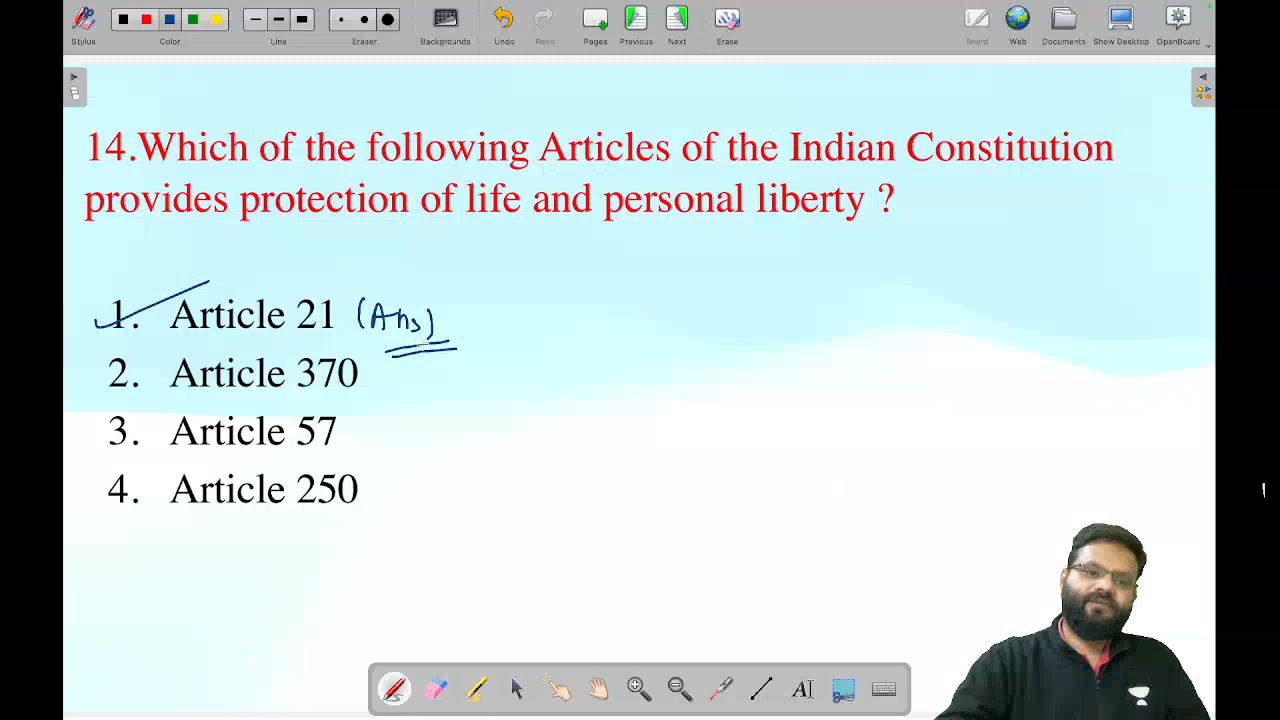 Stylus Color Line Eraser Backgrounds Undo Redo Pages Previous Next Erase Board Web Documents Show Desktop OpenBoard
14.Which of the following Articles of the Indian Constitution
provides protection of life and personal liberty ?
1. Article 21 (Ans)
2. Article 370
3. Article 57
4. Article 250